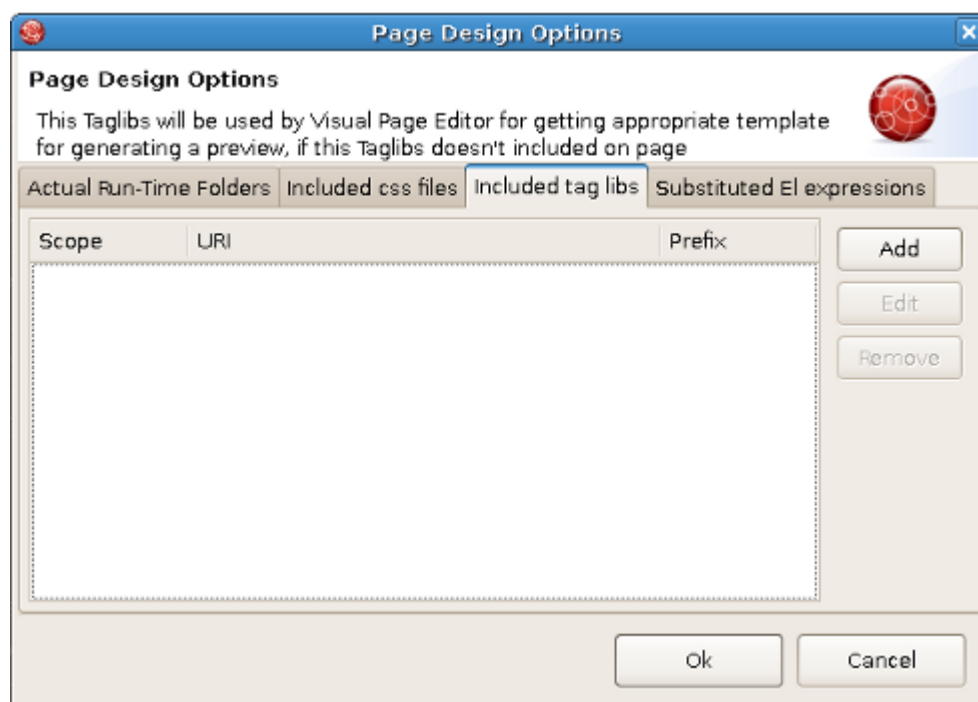 Page Design Options
Page Design Options
This Taglibs will be used by Visual Page Editor for getting appropriate template
for generating a preview, if this Taglibs doesn't included on page
Actual Run-Time Folders Included css files Included tag libs Substituted El expressions
Scope URI Prefix
Add
Edit
Remove
Ok Cancel